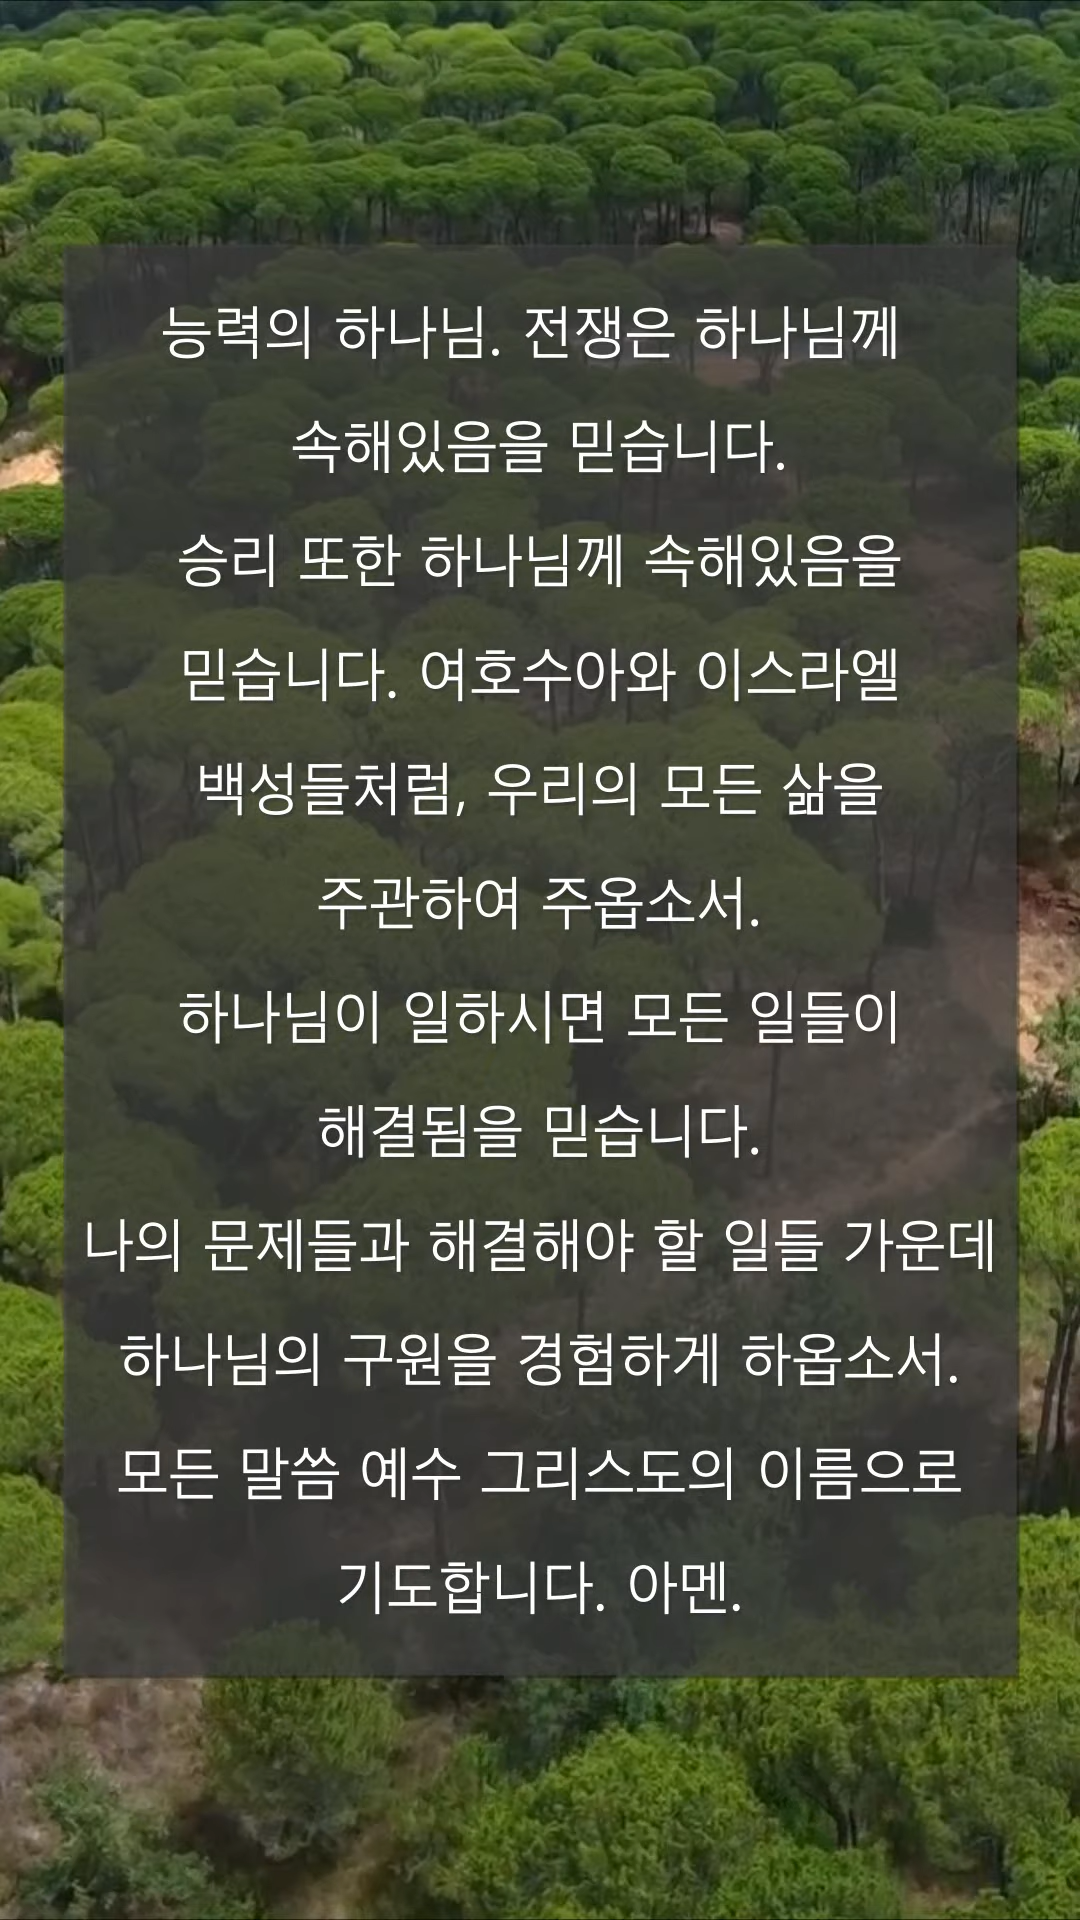 능력의 하나님. 전쟁은 하나님께
속해있음을 믿습니다.
승리 또한 하나님께 속해있음을
믿습니다. 여호수아와 이스라엘
백성들처럼, 우리의 모든 삶을
주관하여 주옵소서.
하나님이 일하시면 모든 일들이
해결됨을 믿습니다.
나의 문제들과 해결해야 할 일들 가운데
하나님의 구원을 경험하게 하옵소서.
모든 말씀 예수 그리스도의 이름으로
기도합니다. 아멘.